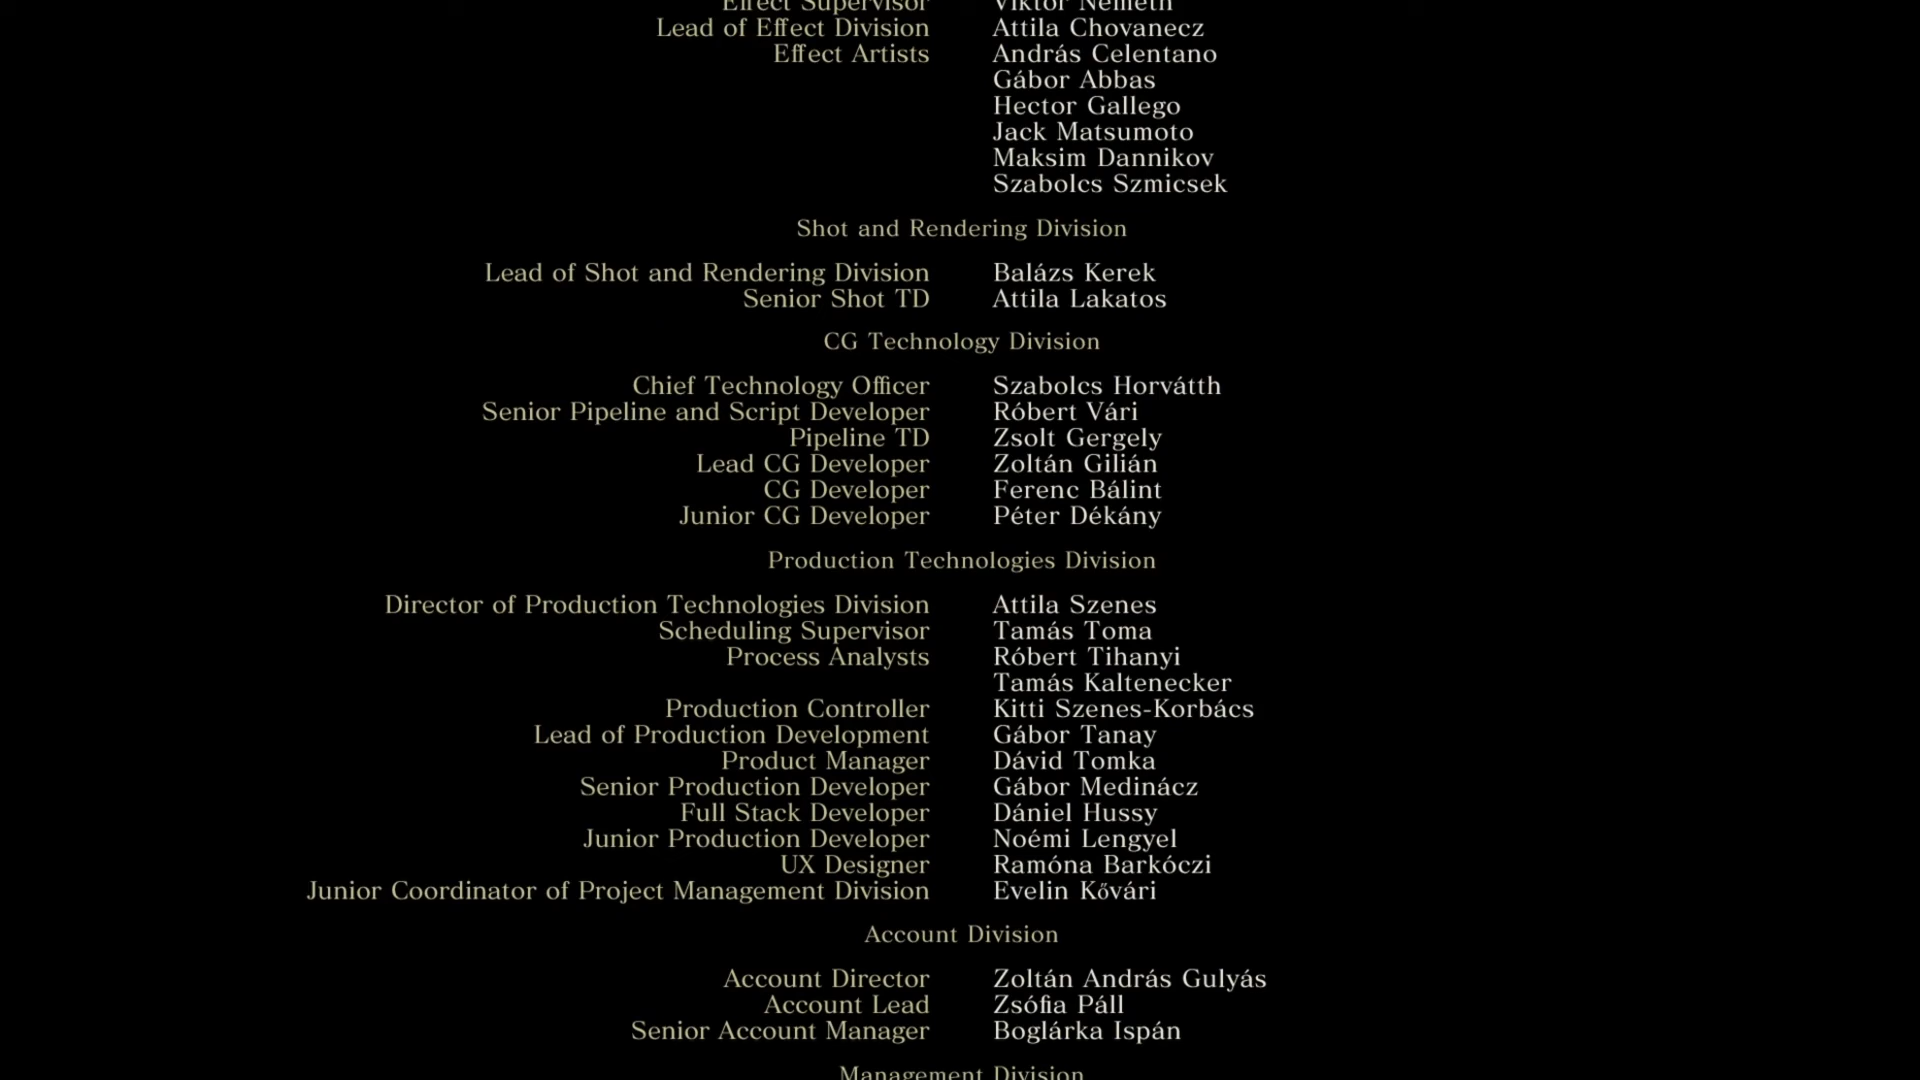 Effect Supervisor Viktor Németh
Lead of Effect Division Attila Chovanecz
Effect Artists András Celentano
Gábor Abbas
Hector Gallego
Jack Matsumoto
Maksim Dannikov
Szabolcs Szmicsek
Shot and Rendering Division
Lead of Shot and Rendering Division Balázs Kerek
Senior Shot TD Attila Lakatos
CG Technology Division
Chief Technology Officer Szabolcs Horvátth
Senior Pipeline and Script Developer Róbert Vári
Pipeline TD Zsolt Gergely
Lead CG Developer Zoltán Gilián
CG Developer Ferenc Bálint
Junior CG Developer Péter Dékány
Production Technologies Division
Director of Production Technologies Division Attila Szenes
Scheduling Supervisor Tamás Toma
Process Analysts Róbert Tihanyi
Tamás Kaltenecker
Production Controller Kitti Szenes-Korbács
Lead of Production Development Gábor Tanay
Product Manager Dávid Tomka
Senior Production Developer Gábor Medinácz
Full Stack Developer Dániel Hussy
Junior Production Developer Noémi Lengyel
UX Designer Ramóna Barkóczi
Junior Coordinator of Project Management Division Evelin Kővári
Account Division
Account Director Zoltán András Gulyás
Account Lead Zsófia Páll
Senior Account Manager Boglárka Ispán
Management Division